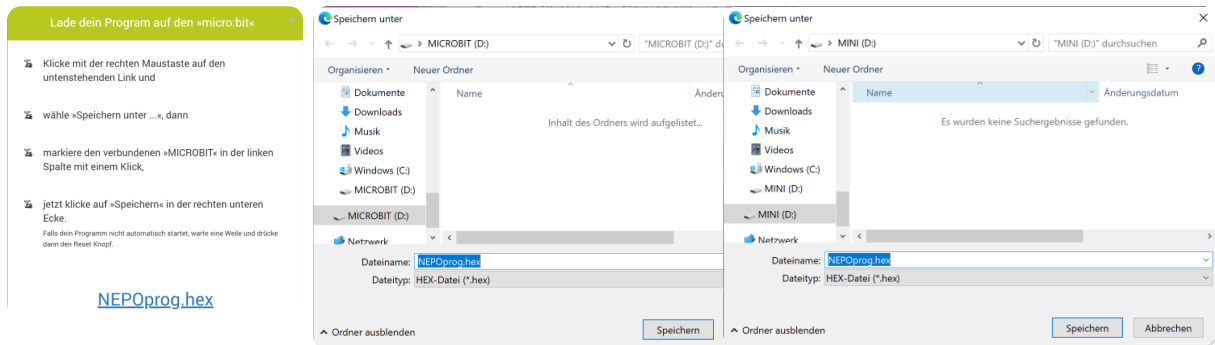 Lade dein Program auf den »micro:bit«
Klicke mit der rechten Maustaste auf den
untenstehenden Link und
wähle »Speichern unter ...«, dann
markiere den verbundenen »MICROBIT« in der linken
Spalte mit einem Klick,
jetzt klicke auf »Speichern« in der rechten unteren
Ecke.
Falls dein Programm nicht automatisch startet, warte eine Weile und drücke
dann den Reset Knopf.
NEPOprog.hex
Speichern unter
MICROBIT (D:)
"MICROBIT (D:)" du
Organisieren
Neuer Ordner
Dokumente
Downloads
Musik
Videos
Windows (C:)
MICROBIT (D:)
MICROBIT (D:)
Netzwerk
Name
Änderu
Inhalt des Ordners wird aufgelistet...
Dateiname: NEPOprog.hex
Dateityp: HEX-Datei (*.hex)
Ordner ausblenden
Speichern
Speichern unter
MINI (D:)
"MINI (D:)" durchsuchen
Organisieren
Neuer Ordner
Dokumente
Downloads
Musik
Videos
Windows (C:)
MINI (D:)
MINI (D:)
Netzwerk
Name
Änderungsdatum
Es wurden keine Suchergebnisse gefunden.
Dateiname: NEPOprog.hex
Dateityp: HEX-Datei (*.hex)
Ordner ausblenden
Speichern
Abbrechen